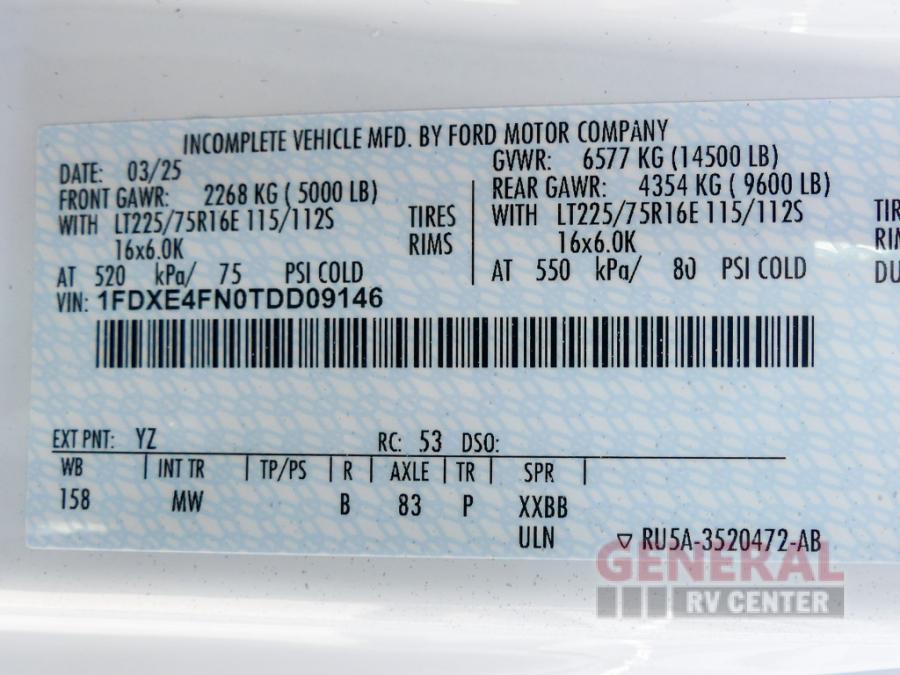 INCOMPLETE VEHICLE MFD. BY FORD MOTOR COMPANY
DATE: 03/25 GVWR: 6577 KG (14500 LB)
FRONT GAWR: 2268 KG ( 5000 LB) REAR GAWR: 4354 KG ( 9600 LB)
WITH LT225/75R16E 115/112S TIRES WITH LT225/75R16E 115/112S TIR
16x6.0K RIMS 16x6.0K RIM
AT 520 kPa/ 75 PSI COLD AT 550 kPa/ 80 PSI COLD DU
VIN: 1FDXE4FN0TDD09146
EXT PNT: YZ RC: 53 DSO:
WB | INT TR | TP/PS | R | AXLE | TR | SPR |
158 MW B 83 P XXBB
ULN ▽ RU5A-3520472-AB
GENERAL
RV CENTER